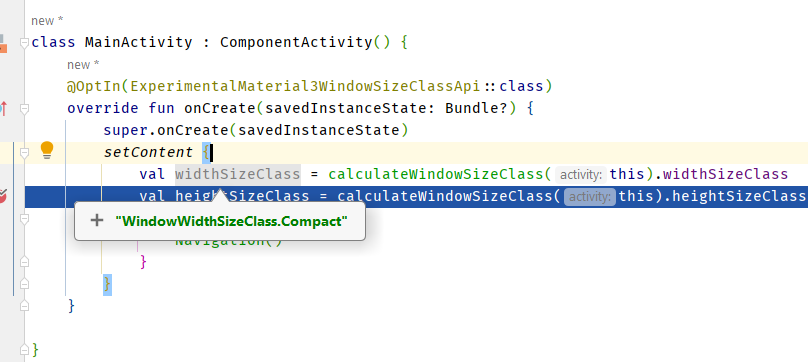 new *
class MainActivity : ComponentActivity() {
new *
@OptIn(ExperimentalMaterial3WindowSizeClassApi::class)
override fun onCreate(savedInstanceState: Bundle?) {
super.onCreate(savedInstanceState)
setContent {
val widthSizeClass = calculateWindowSizeClass( activity: this).widthSizeClass
val heightSizeClass = calculateWindowSizeClass( activity: this).heightSizeClass
+ "WindowWidthSizeClass.Compact"
Navigation()
}
}
}
}